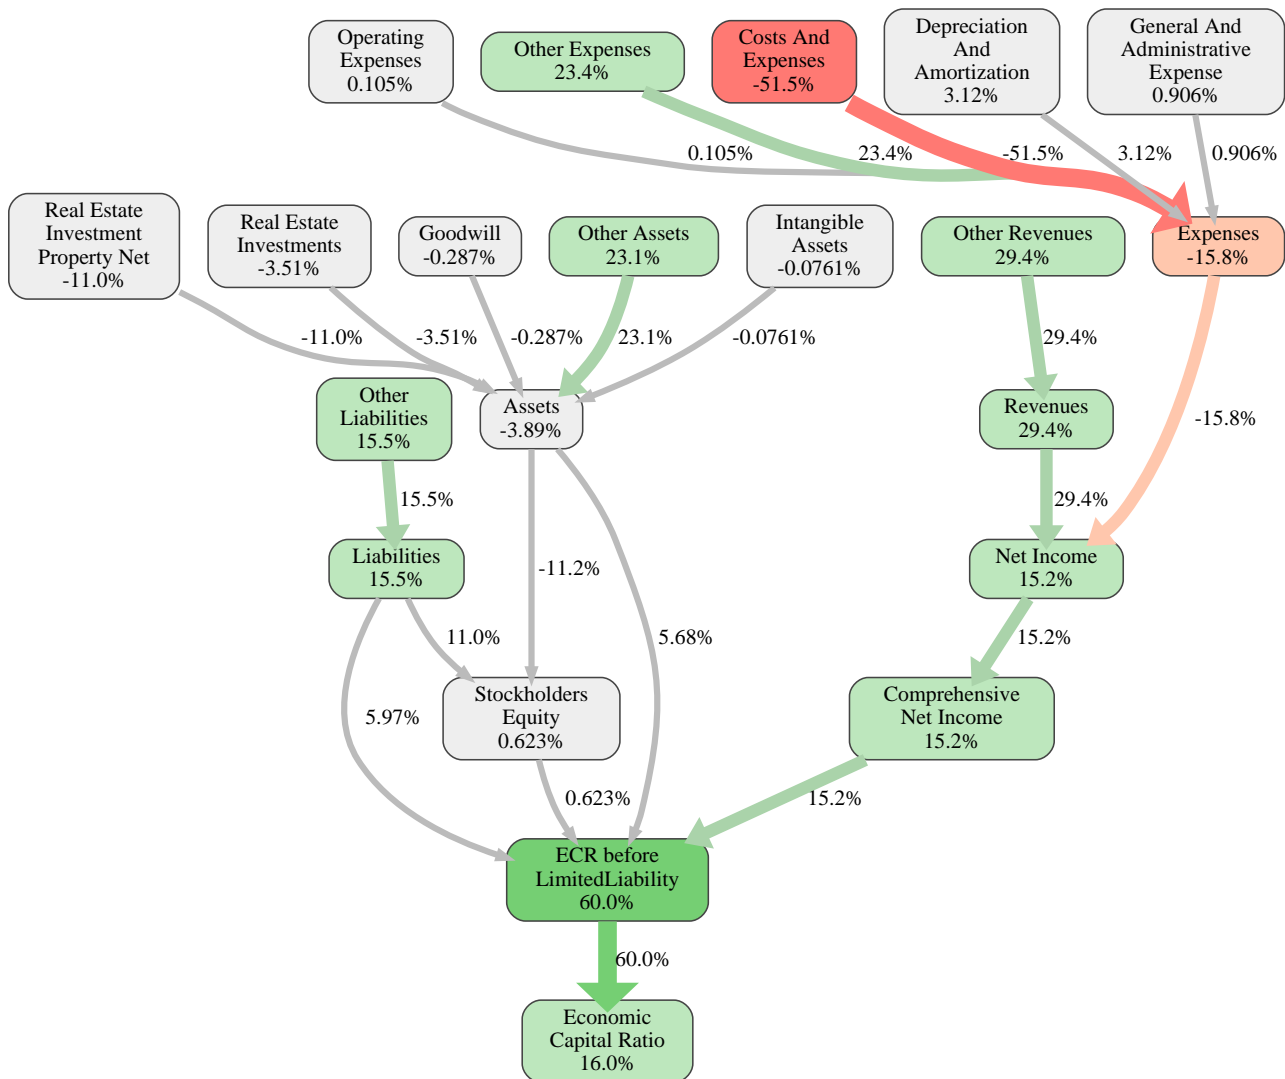 Operating
Expenses
0.105%
Other Expenses
23.4%
Costs And
Expenses
-51.5%
Depreciation
And
Amortization
3.12%
General And
Administrative
Expense
0.906%
0.105%
23.4%
-51.5%
3.12%
0.906%
Real Estate
Investment
Property Net
-11.0%
Real Estate
Investments
-3.51%
Goodwill
-0.287%
Other Assets
23.1%
Intangible
Assets
-0.0761%
Other Revenues
29.4%
Expenses
-15.8%
-11.0%
-3.51%
-0.287%
23.1%
-0.0761%
29.4%
-15.8%
Other
Liabilities
15.5%
Assets
-3.89%
Revenues
29.4%
15.5%
29.4%
Liabilities
15.5%
-11.2%
Net Income
15.2%
11.0%
5.68%
15.2%
5.97%
Stockholders
Equity
0.623%
Comprehensive
Net Income
15.2%
0.623%
15.2%
ECR before
LimitedLiability
60.0%
60.0%
Economic
Capital Ratio
16.0%